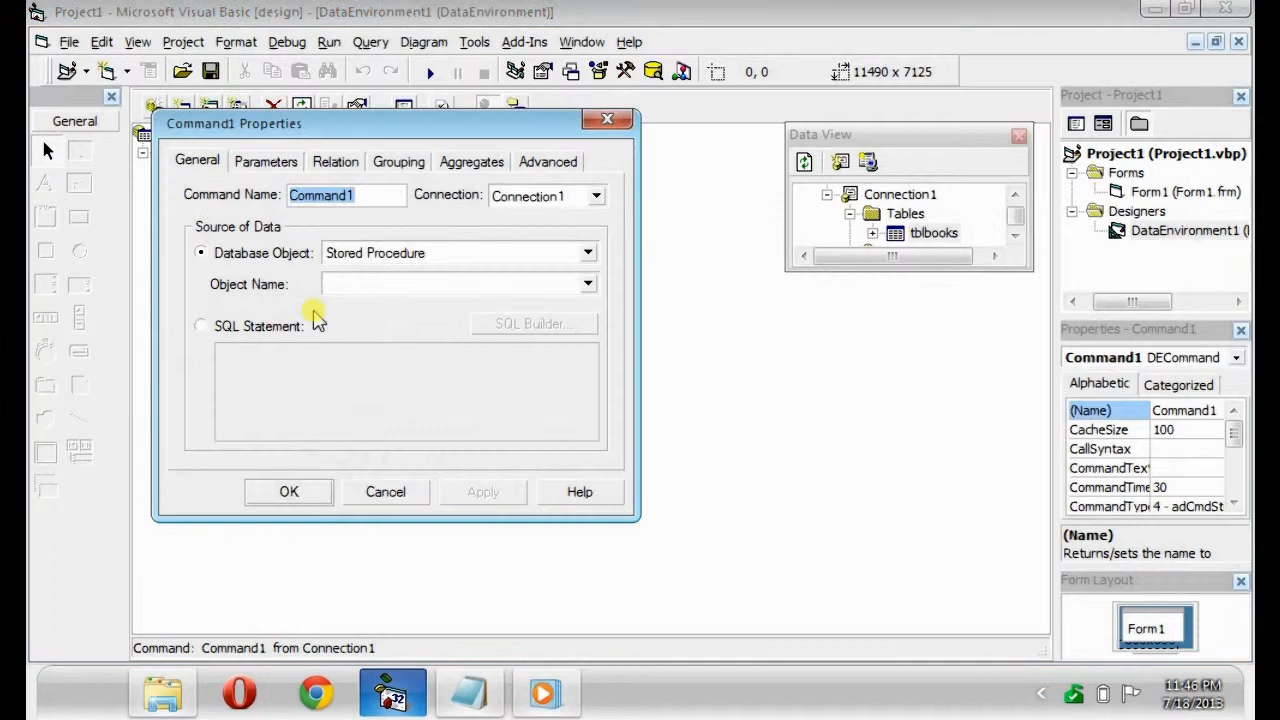 Project1 - Microsoft Visual Basic [design] - [DataEnvironment1 (DataEnvironment)]
File Edit View Project Format Debug Run Query Diagram Tools Add-Ins Window Help
0, 0 11490 x 7125
General
Command1 Properties
General Parameters Relation Grouping Aggregates Advanced
Command Name: Command1 Connection: Connection1
Source of Data
Database Object: Stored Procedure
Object Name:
SQL Statement: SQL Builder...
OK Cancel Apply Help
Data View
Connection1
Tables
tblbooks
Project - Project1
Project1 (Project1.vbp)
Forms
Form1 (Form1.frm)
Designers
DataEnvironment1 (
Properties - Command1
Command1 DECommand
Alphabetic Categorized
(Name) Command1
CacheSize 100
CallSyntax
CommandText
CommandTime 30
CommandType 4 - adCmdSt
(Name)
Returns/sets the name to
Form Layout
Form1
Command: Command1 from Connection1
32
11:46 PM
7/18/2013